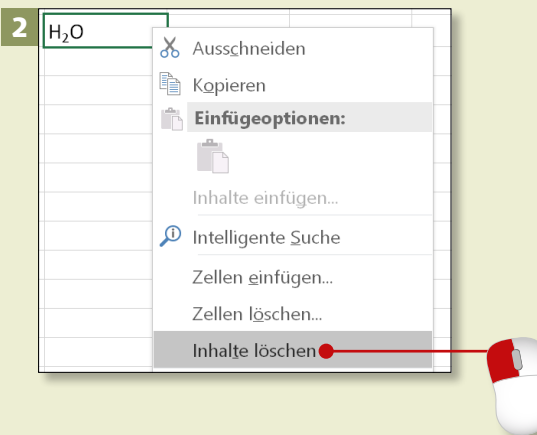 2
H₂O
Ausschneiden
Kopieren
Einfügeoptionen:
Inhalte einfügen...
Intelligente Suche
Zellen einfügen...
Zellen löschen...
Inhalte löschen